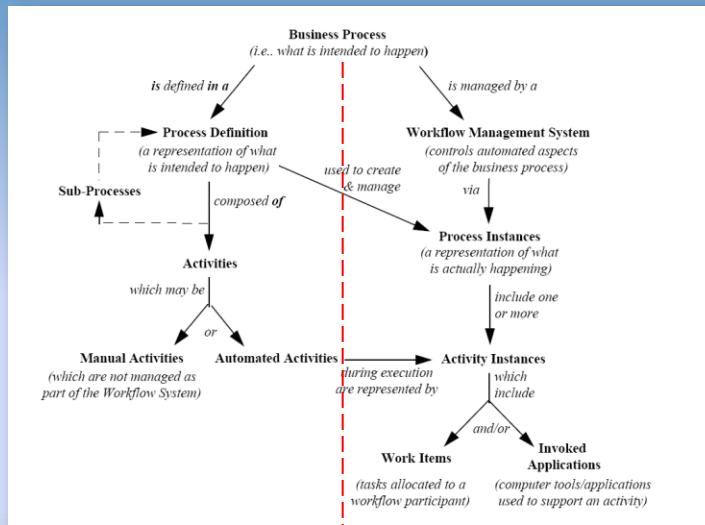 Business Process
(i.e.. what is intended to happen)
is defined in a
is managed by a
Process Definition
(a representation of what
is intended to happen)
Workflow Management System
(controls automated aspects
of the business process)
used to create
& manage
Sub-Processes
composed of
via
Process Instances
(a representation of what
is actually happening)
Activities
which may be
include one
or more
or
Manual Activities
(which are not managed as
part of the Workflow System)
Automated Activities
during execution
are represented by
Activity Instances
which
include
and/or
Work Items
(tasks allocated to a
workflow participant)
Invoked
Applications
(computer tools/applications
used to support an activity)